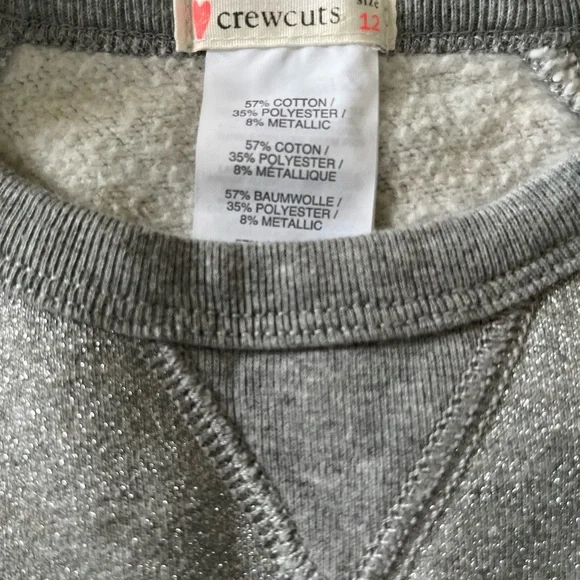 crewcuts
size
12
57% COTTON /
35% POLYESTER /
8% METALLIC
57% COTON /
35% POLYESTER /
8% MÉTALLIQUE
57% BAUMWOLLE /
35% POLYESTER /
8% METALLIC